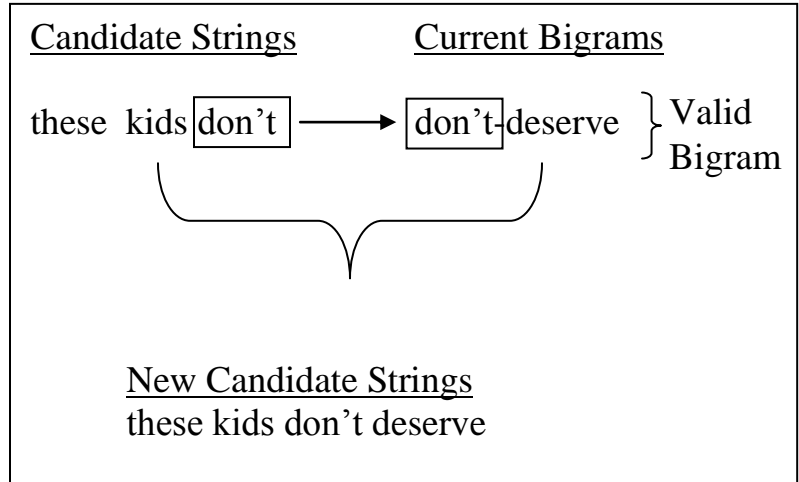 Candidate Strings Current Bigrams
these kids don't don't-deserve Valid
Bigram
New Candidate Strings
these kids don't deserve